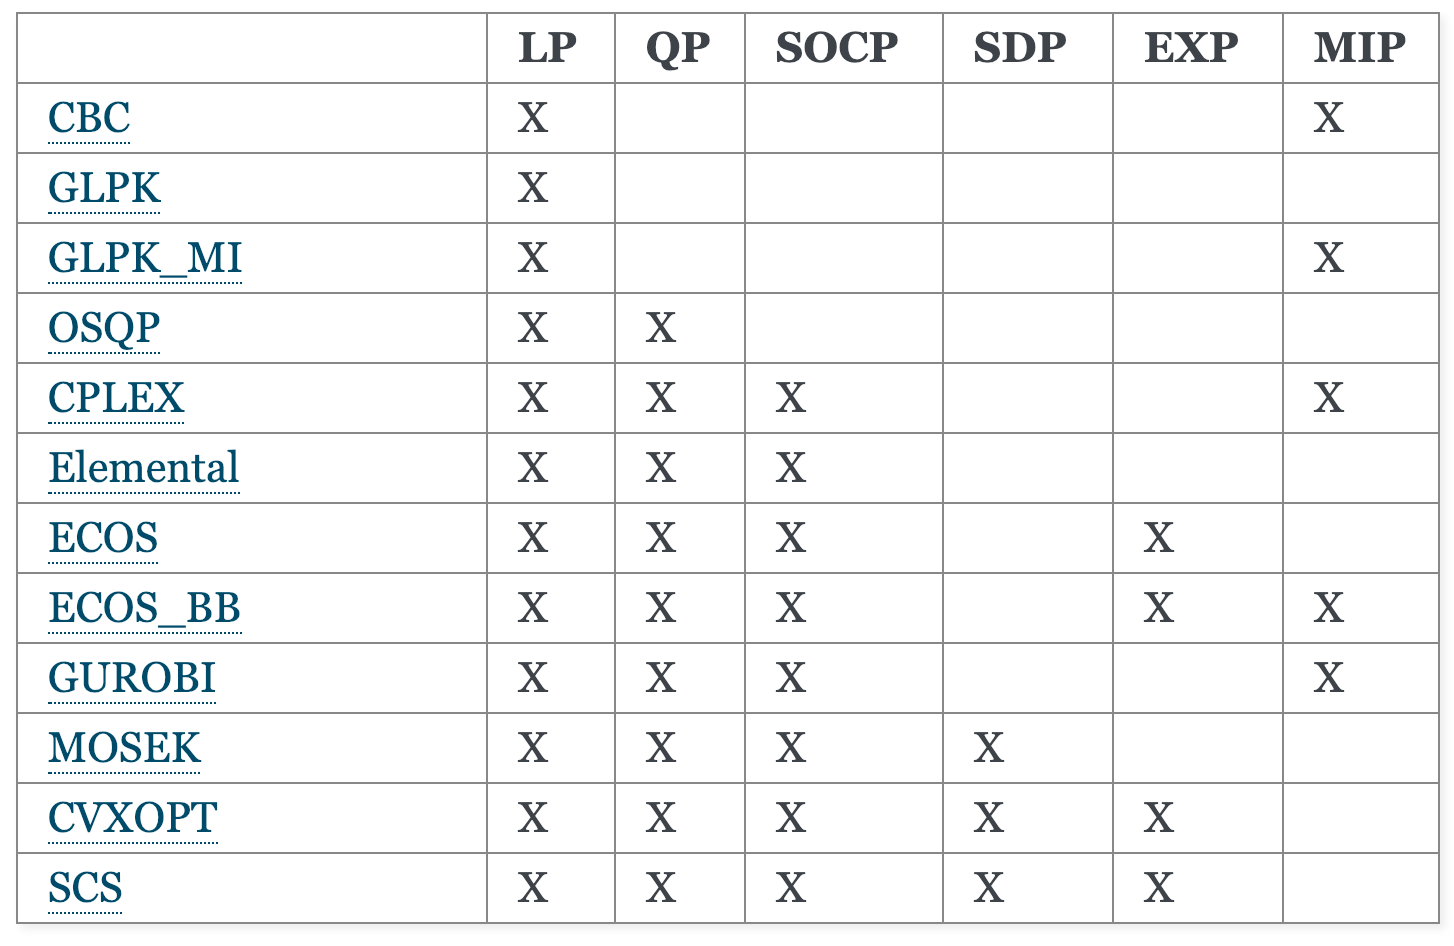 LP QP SOCP SDP EXP MIP
CBC X X
GLPK X
GLPK_MI X X
OSQP X X
CPLEX X X X X
Elemental X X X
ECOS X X X X
ECOS_BB X X X X X
GUROBI X X X X
MOSEK X X X X
CVXOPT X X X X X
SCS X X X X X